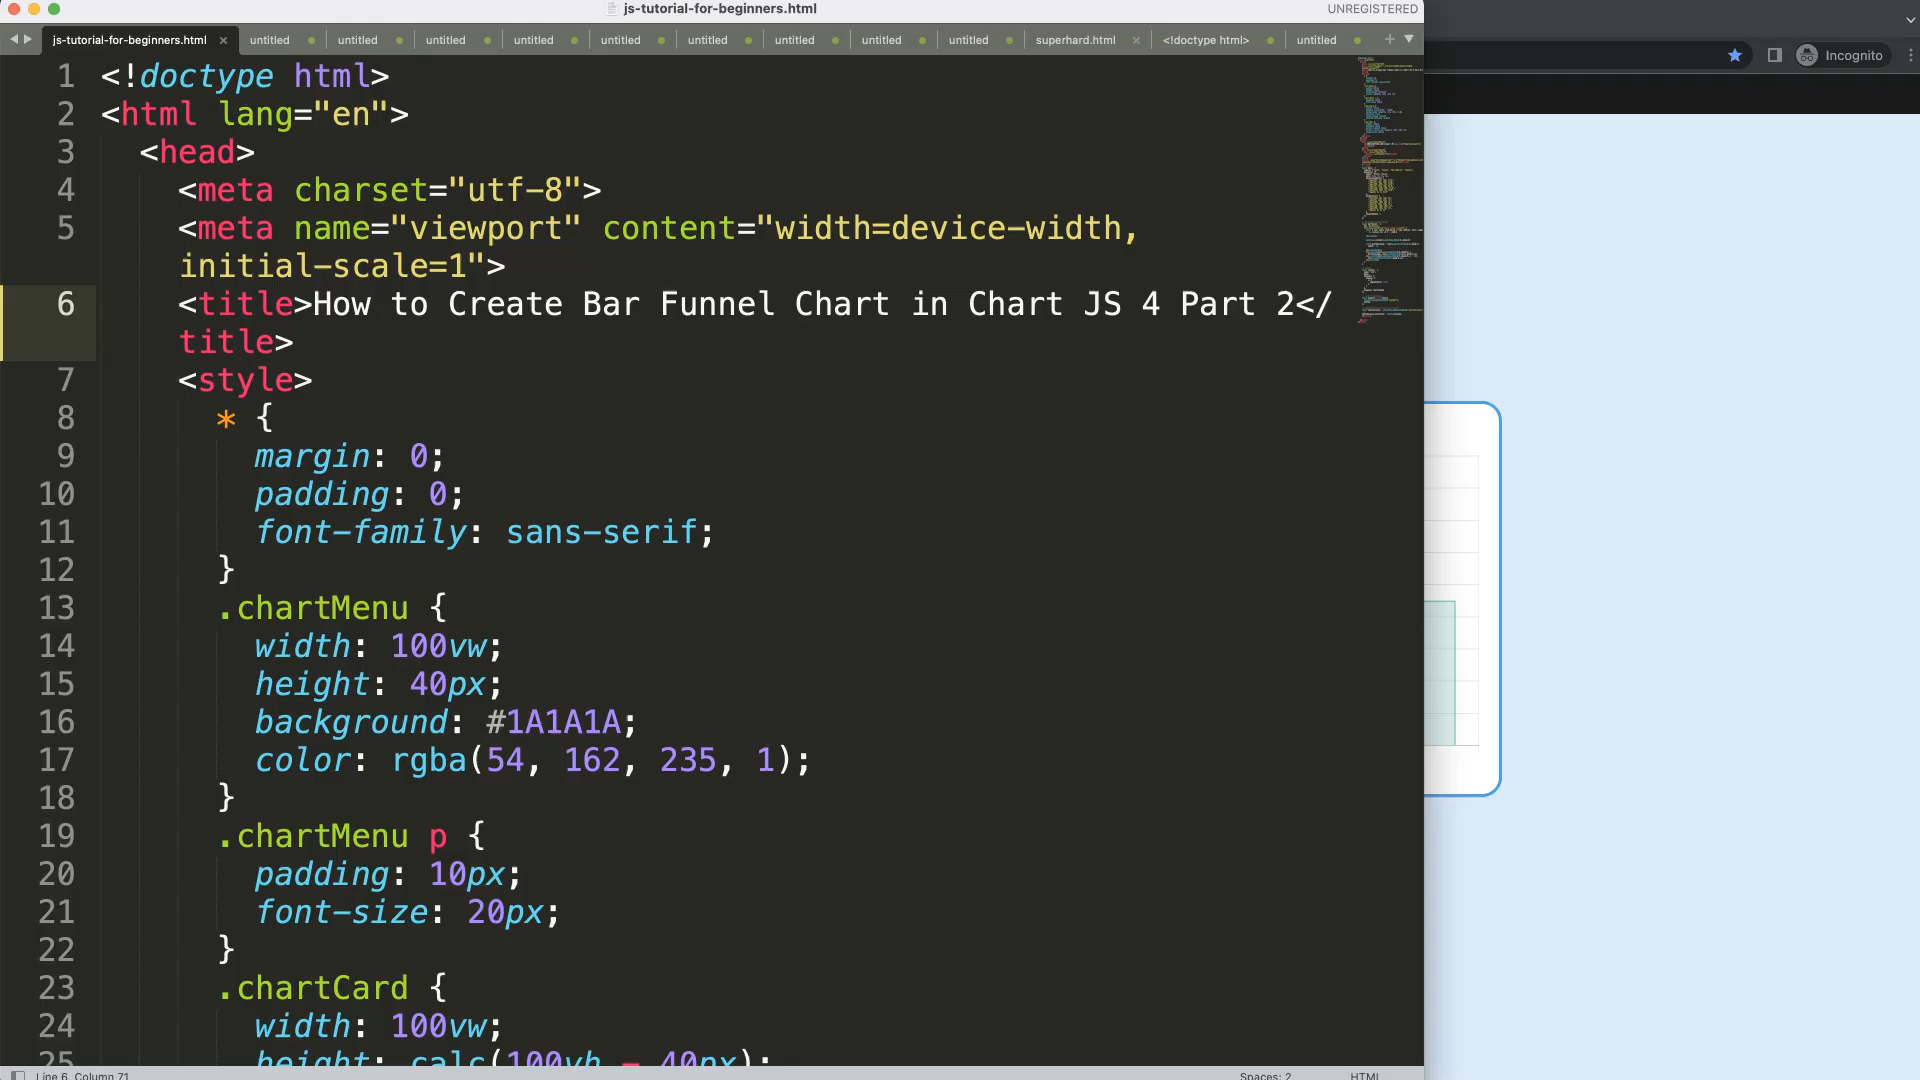 js-tutorial-for-beginners.html
UNREGISTERED
js-tutorial-for-beginners.html × untitled untitled untitled untitled untitled untitled untitled untitled untitled superhard.html × <!doctype html> untitled +
Incognito
1 <!doctype html>
2 <html lang="en">
3 <head>
4 <meta charset="utf-8">
5 <meta name="viewport" content="width=device-width,
initial-scale=1">
6 <title>How to Create Bar Funnel Chart in Chart JS 4 Part 2</
title>
7 <style>
8 * {
9 margin: 0;
10 padding: 0;
11 font-family: sans-serif;
12 }
13 .chartMenu {
14 width: 100vw;
15 height: 40px;
16 background: #1A1A1A;
17 color: rgba(54, 162, 235, 1);
18 }
19 .chartMenu p {
20 padding: 10px;
21 font-size: 20px;
22 }
23 .chartCard {
24 width: 100vw;
25 height: calc(100vh - 40px);
Line 6, Column 71
Spaces: 2
HTML